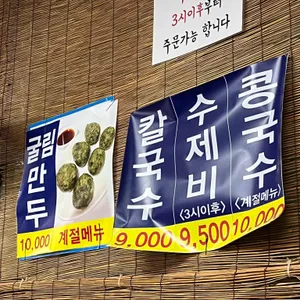 3시이후부터
주문가능 합니다
굴림만두
10,000 계절메뉴
칼국수
9,000
수제비
<3시이후>
9,500
콩국수
<계절메뉴>
10,000